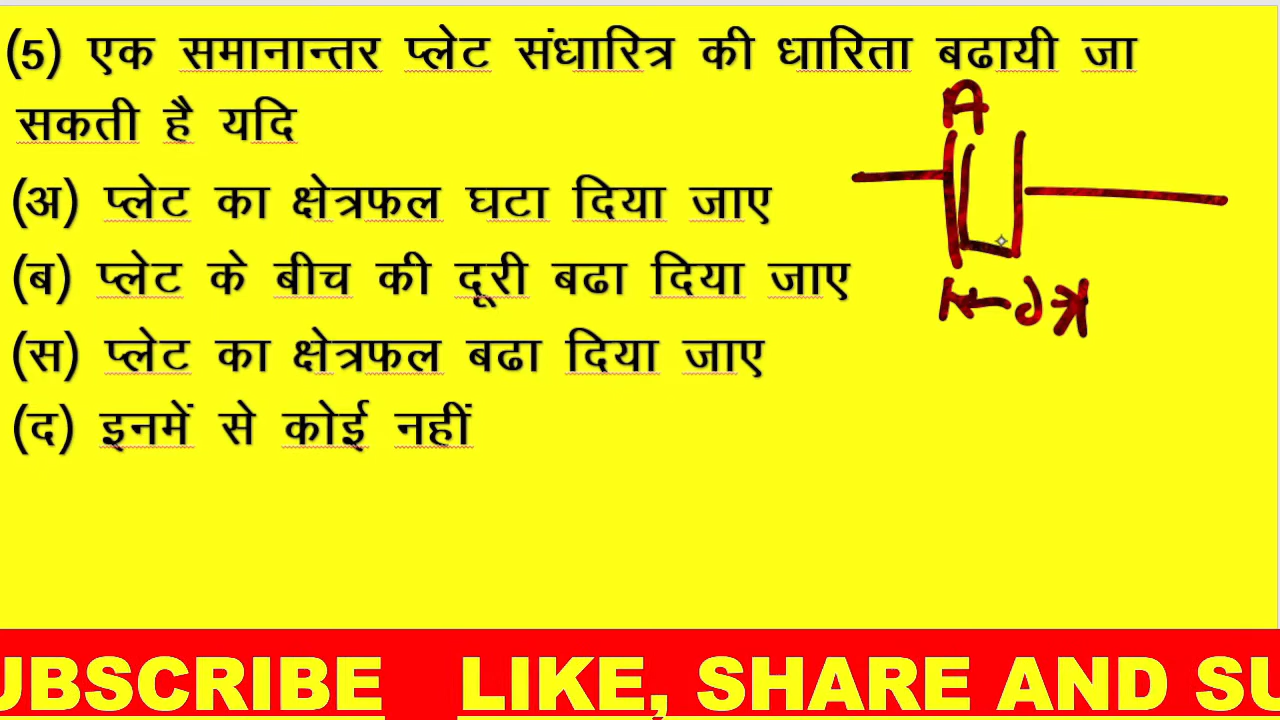 (5) एक समानान्तर प्लेट संधारित्र की धारिता बढायी जा
सकती है यदि
A
(अ) प्लेट का क्षेत्रफल घटा दिया जाए
(ब) प्लेट के बीच की दूरी बढा दिया जाए
d
(स) प्लेट का क्षेत्रफल बढा दिया जाए
(द) इनमें से कोई नहीं
UBSCRIBE LIKE, SHARE AND SU